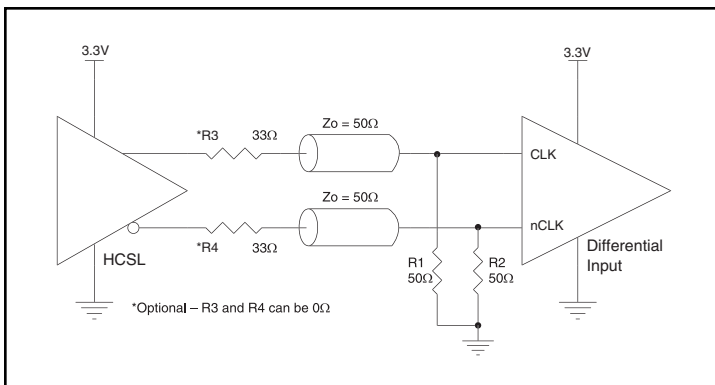 3.3V
3.3V
*R3 33Ω
Zo = 50Ω
CLK
Zo = 50Ω
nCLK
HCSL
*R4 33Ω
R1
50Ω
R2
50Ω
Differential
Input
*Optional – R3 and R4 can be 0Ω